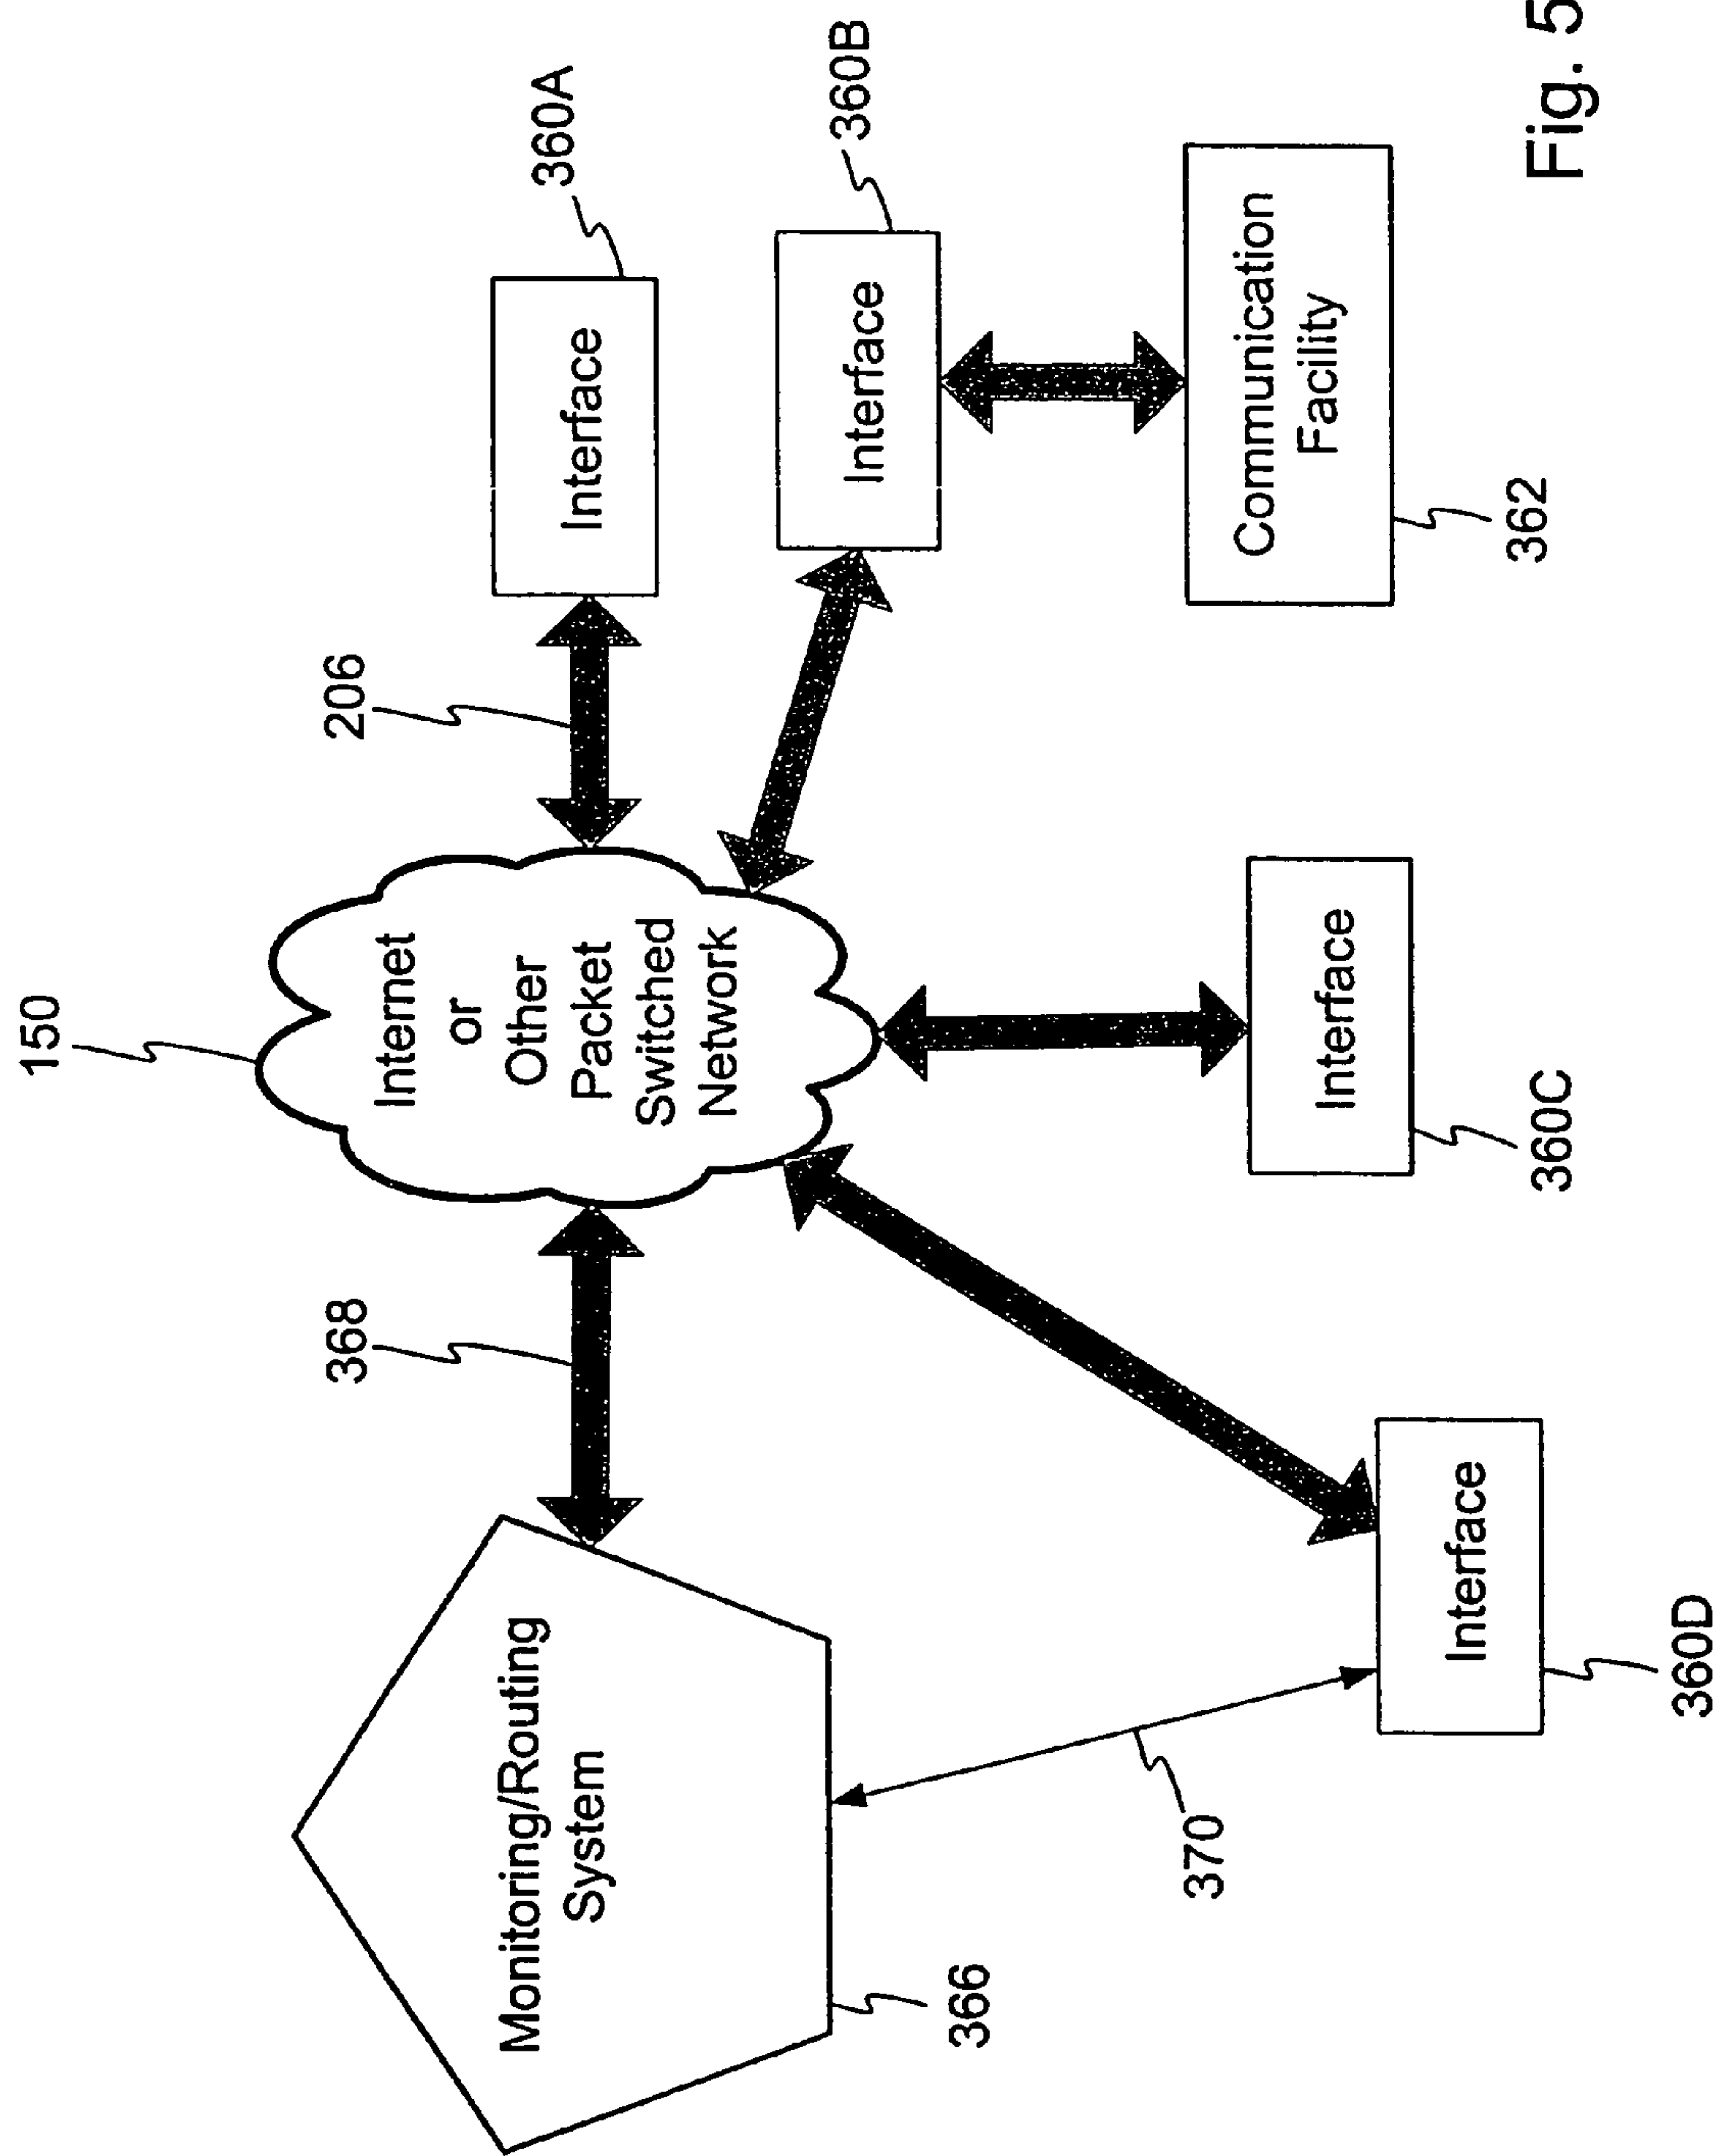 150
Internet
or
Other
Packet
Switched
Network
368
206
Monitoring/Routing
System
366
370
Interface
360A
Interface
360B
Communication
Facility
362
Interface
360C
Interface
360D
Fig. 5